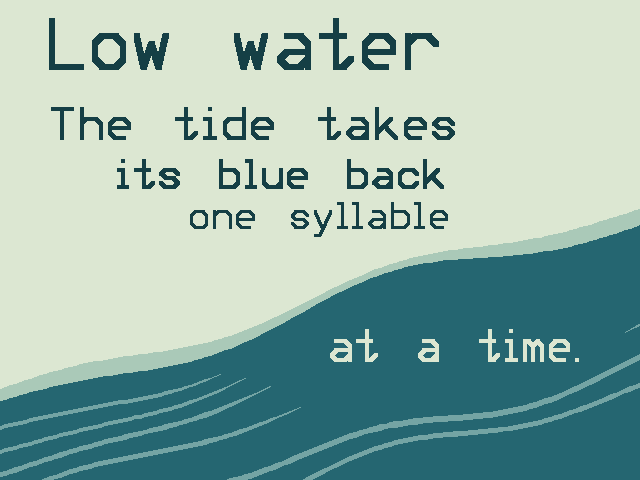 Low water
The tide takes
its blue back
one syllable
at a time.